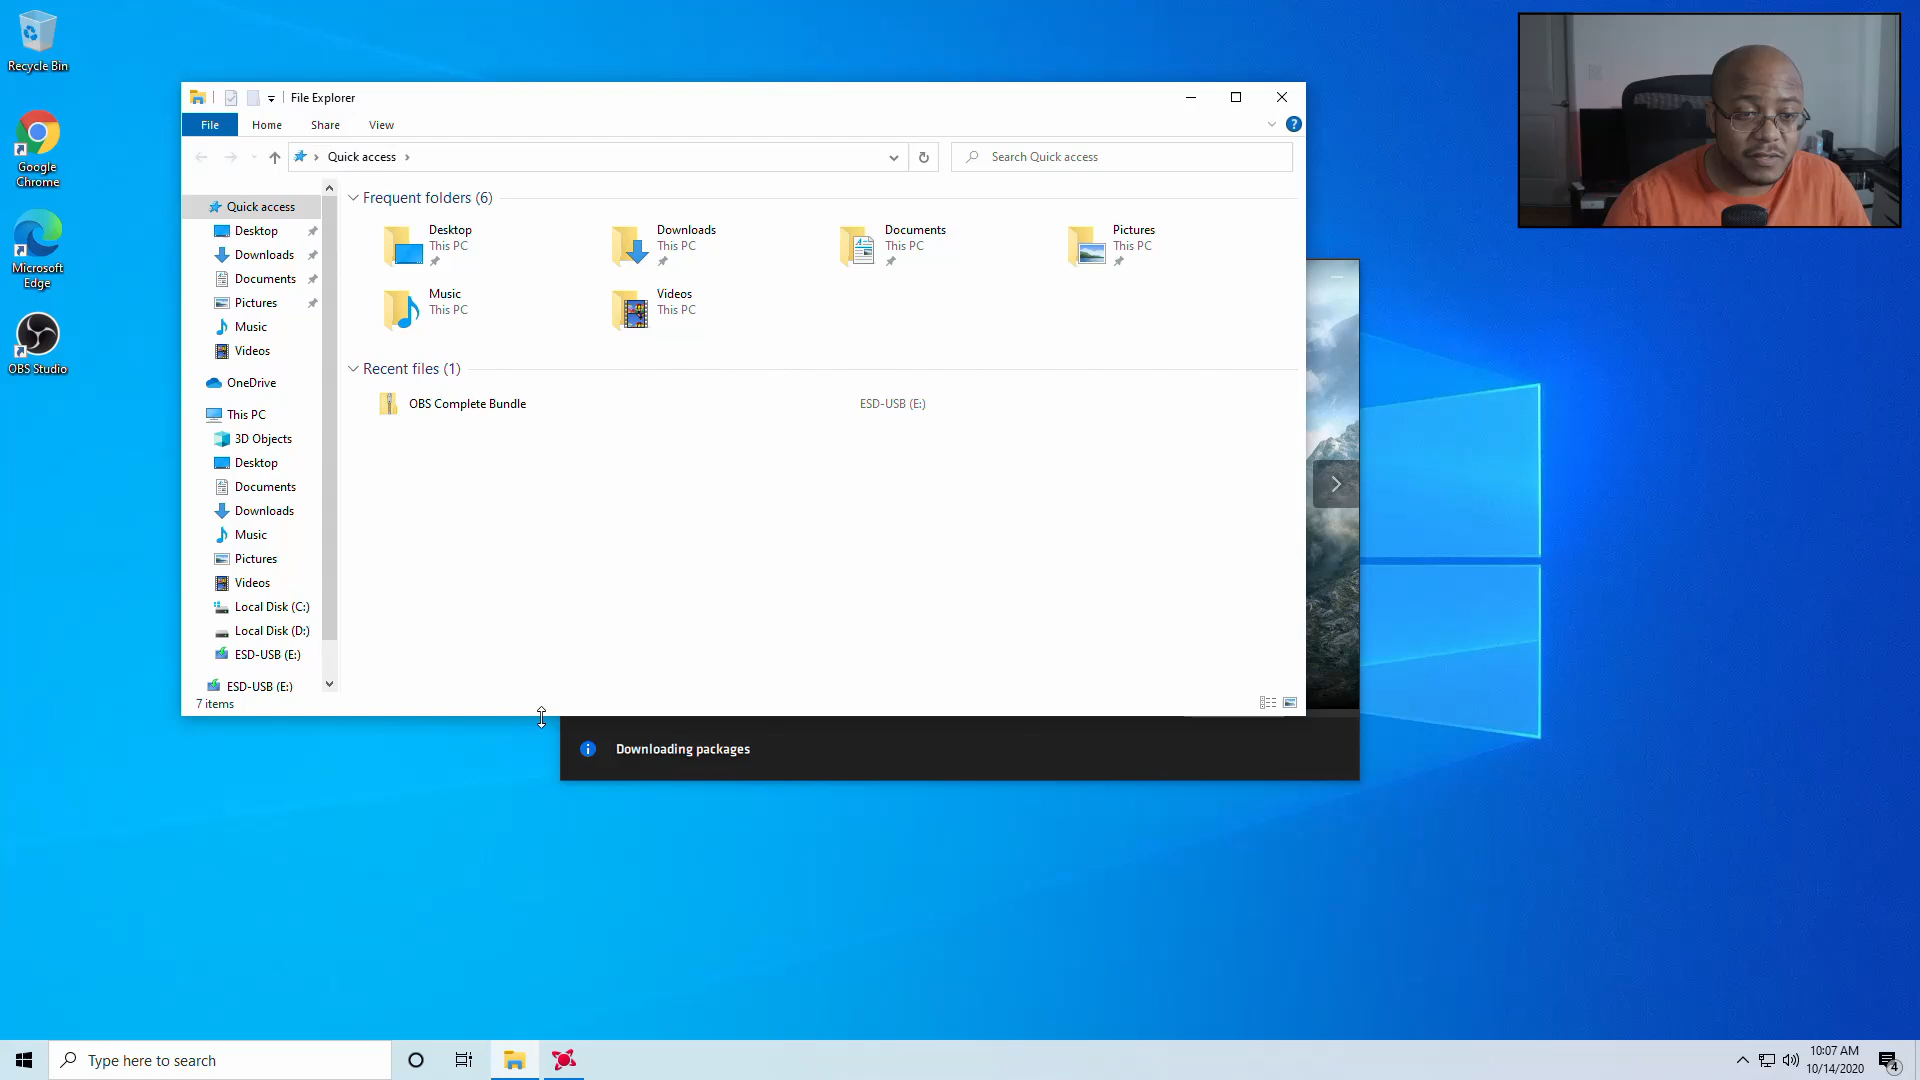 Recycle Bin
Google
Chrome
Microsoft
Edge
OBS Studio
File Explorer
File
Home
Share
View
?
Quick access
Search Quick access
Quick access
Desktop
Downloads
Documents
Pictures
Music
Videos
OneDrive
This PC
3D Objects
Desktop
Documents
Downloads
Music
Pictures
Videos
Local Disk (C:)
Local Disk (D:)
ESD-USB (E:)
ESD-USB (E:)
7 items
Frequent folders (6)
Desktop
This PC
Downloads
This PC
Documents
This PC
Pictures
This PC
Music
This PC
Videos
This PC
Recent files (1)
OBS Complete Bundle
ESD-USB (E:)
Downloading packages
Type here to search
10:07 AM
10/14/2020
4